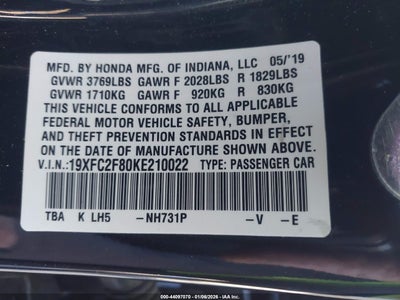 MFD. BY HONDA MFG. OF INDIANA, LLC 05/'19
GVWR 3769LBS GAWR F 2028LBS R 1829LBS
GVWR 1710KG GAWR F 920KG R 830KG
THIS VEHICLE CONFORMS TO ALL APPLICABLE
FEDERAL MOTOR VEHICLE SAFETY, BUMPER,
AND THEFT PREVENTION STANDARDS IN EFFECT
ON THE DATE OF MANUFACTURE SHOWN ABOVE.
V.I.N.: 19XFC2F80KE210022 TYPE: PASSENGER CAR
TBA K LH5 -NH731P -V -E
000-44097070 - 01/06/2026 - IAAI.COM